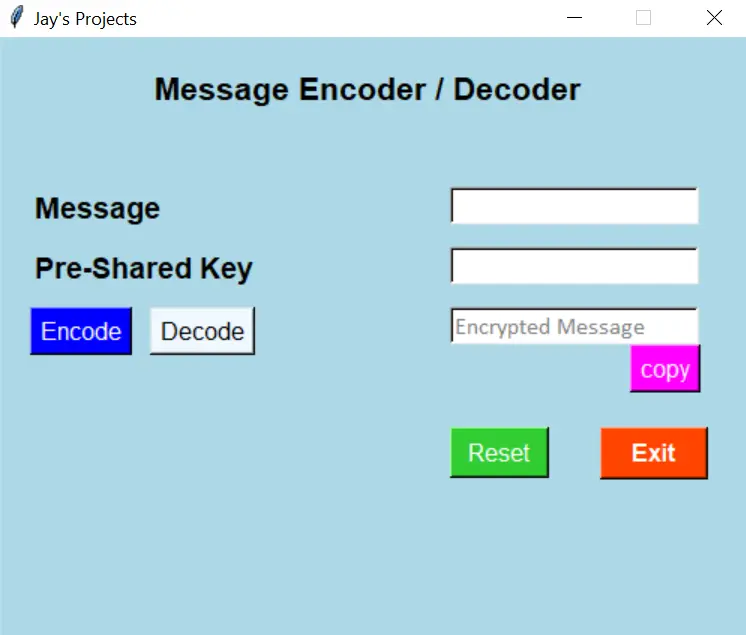 Jay's Projects
Message Encoder / Decoder
Message
Pre-Shared Key
Encode Decode Encrypted Message
copy
Reset Exit